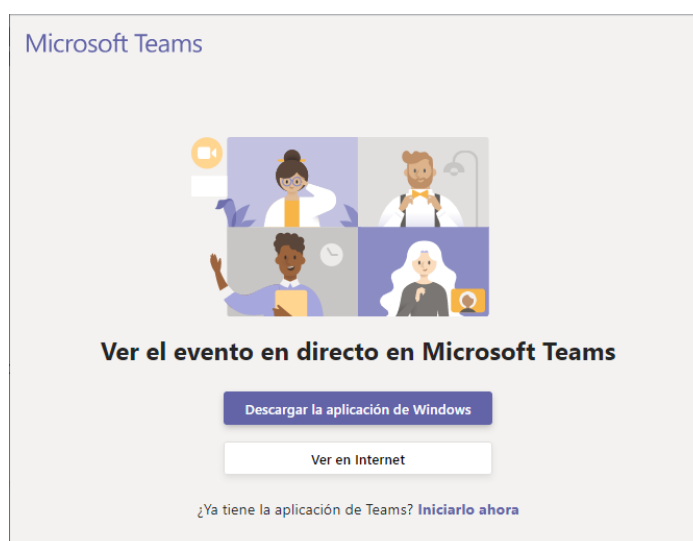 Microsoft Teams
Ver el evento en directo en Microsoft Teams
Descargar la aplicación de Windows
Ver en Internet
¿Ya tiene la aplicación de Teams? Iniciarlo ahora